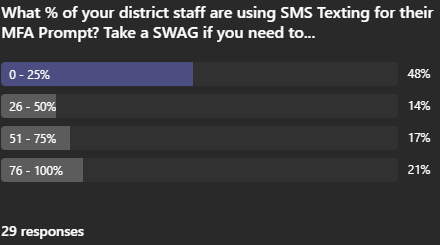 What % of your district staff are using SMS Texting for their
MFA Prompt? Take a SWAG if you need to...
0 - 25% 48%
26 - 50% 14%
51 - 75% 17%
76 - 100% 21%
29 responses